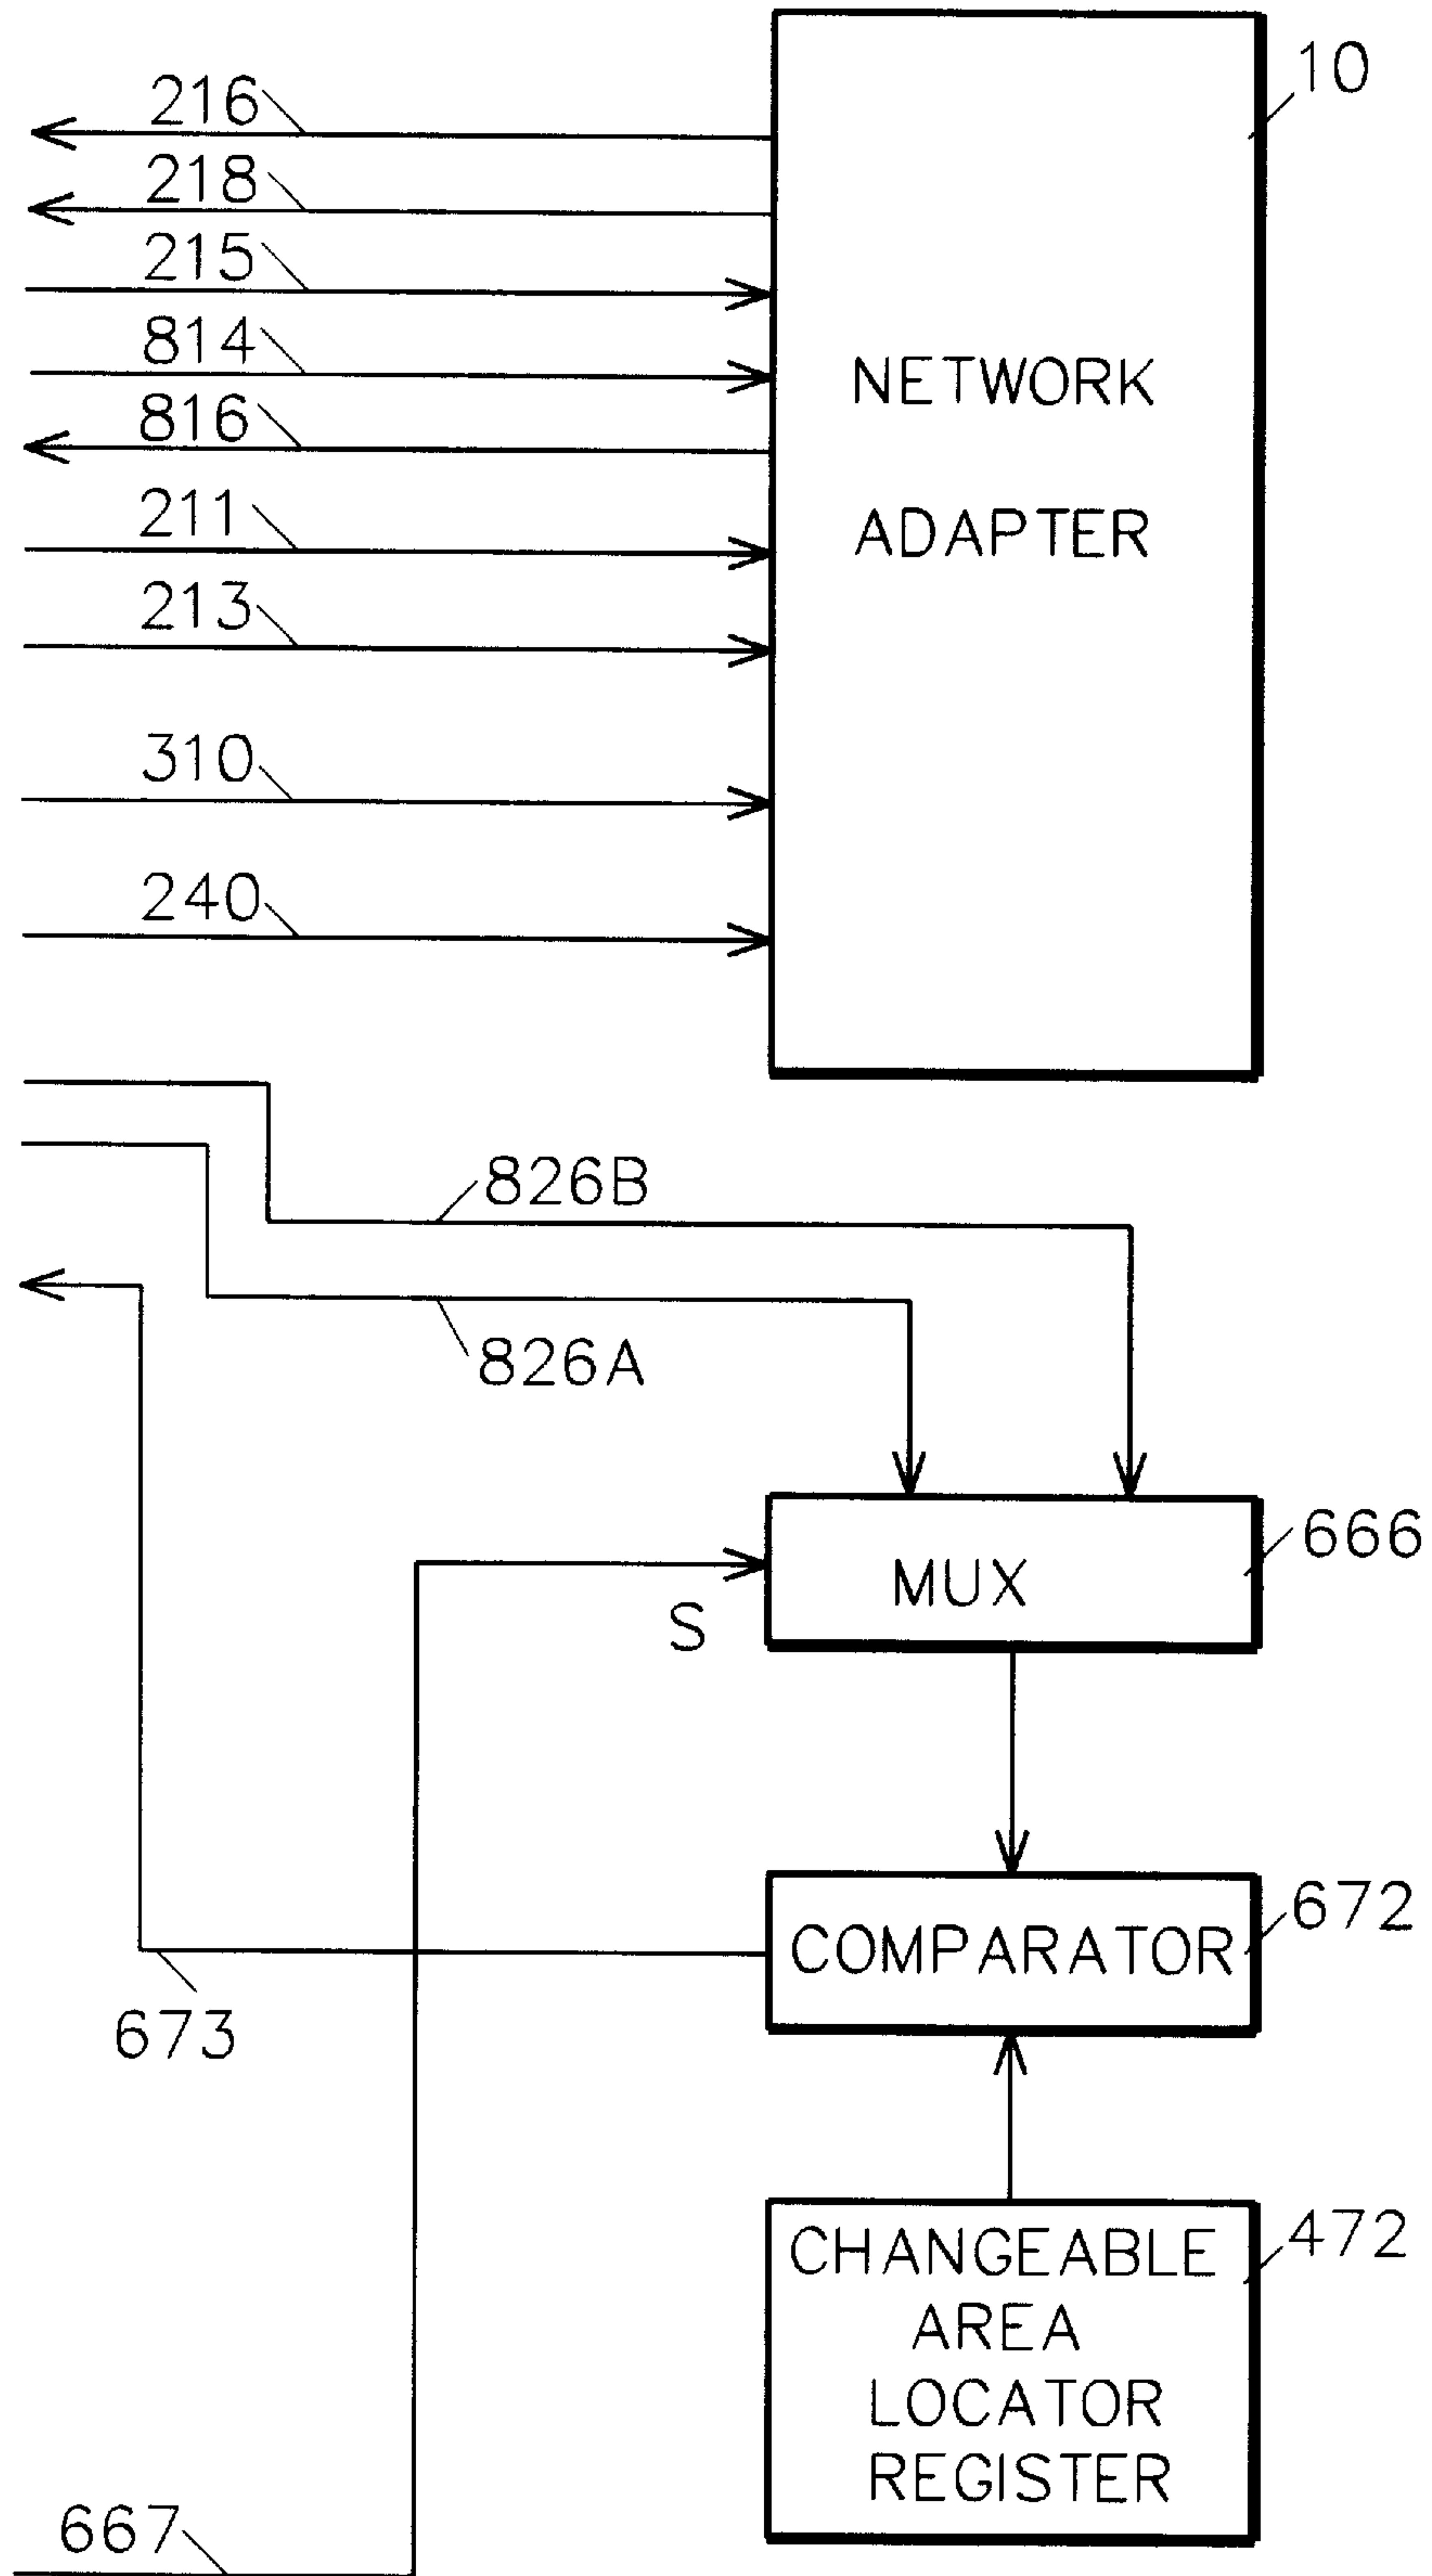 10
216
218
215
814
NETWORK
816
211
ADAPTER
213
310
240
826B
826A
666
MUX
S
672
COMPARATOR
673
472
CHANGEABLE
AREA
LOCATOR
REGISTER
667